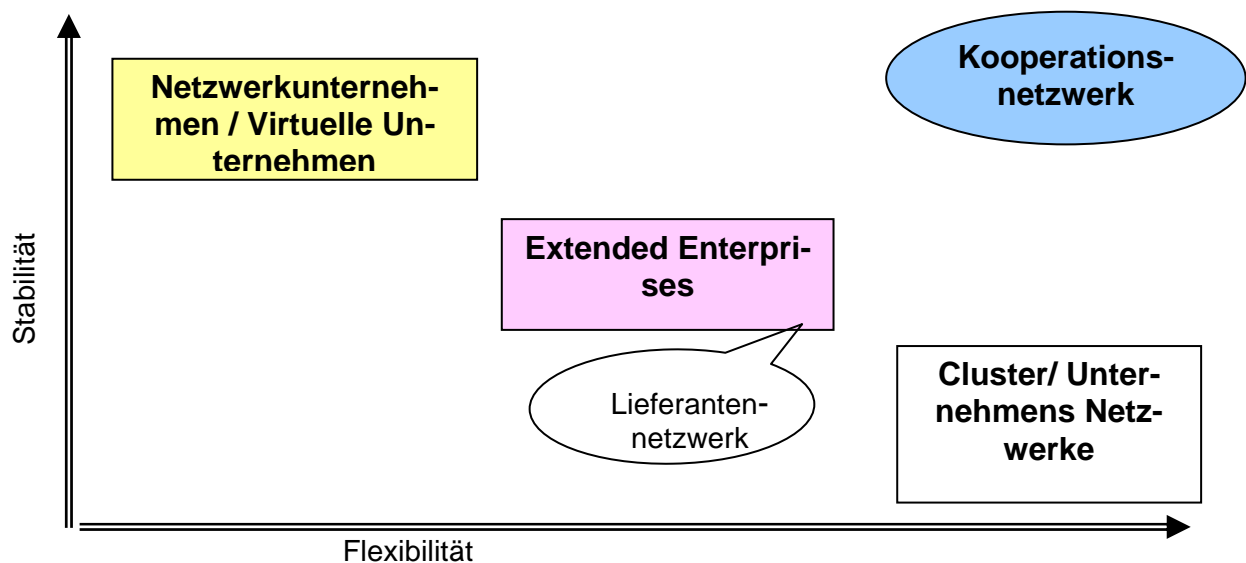 Kooperations-
netzwerk
Netzwerkunterneh-
men / Virtuelle Un-
ternehmen
Stabilität
Extended Enterpri-
ses
Lieferanten-
netzwerk
Cluster/ Unter-
nehmens Netz-
werke
Flexibilität